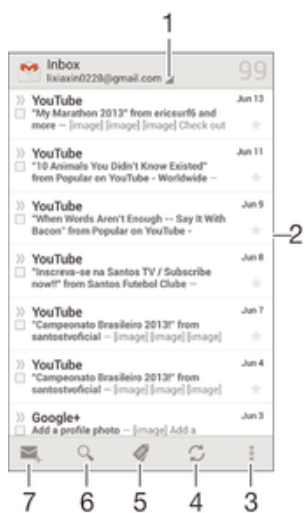 1
Inbox
lixiaxin0228@gmail.com
99
YouTube Jun 13
"My Marathon 2013" from ericsurf6 and
more – [image] [image] [image] Check out
YouTube Jun 11
"10 Animals You Didn't Know Existed"
from Popular on YouTube - Worldwide –
YouTube Jun 9
"When Words Aren't Enough -- Say It With
Bacon" from Popular on YouTube -
2
YouTube Jun 8
"Inscreva-se na Santos TV / Subscribe
now!!" from Santos Futebol Clube –
YouTube Jun 7
"Campeonato Brasileiro 2013!" from
santostvoficial – [image] [image] [image]
YouTube Jun 4
"Campeonato Brasileiro 2013!" from
santostvoficial – [image] [image] [image]
Google+ Jun 3
Add a profile photo – [image] Add a
7 6 5 4 3